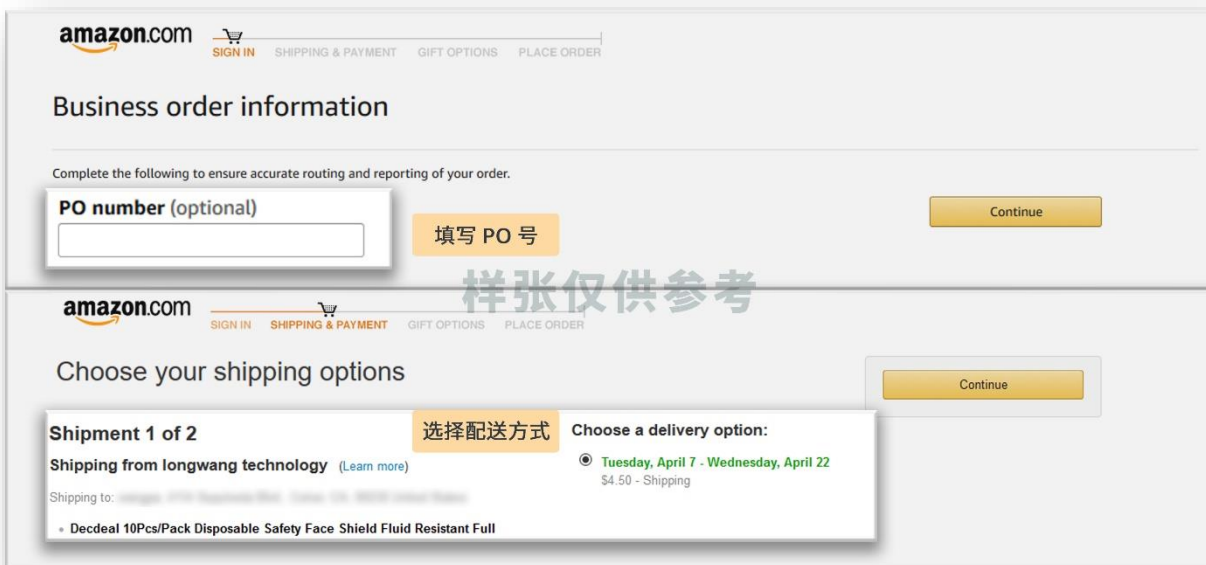 amazon.com
SIGN IN SHIPPING & PAYMENT GIFT OPTIONS PLACE ORDER
Business order information
Complete the following to ensure accurate routing and reporting of your order.
PO number (optional)
填写 PO 号
Continue
样张仅供参考
amazon.com
SIGN IN SHIPPING & PAYMENT GIFT OPTIONS PLACE ORDER
Choose your shipping options
Continue
Shipment 1 of 2
选择配送方式
Choose a delivery option:
Shipping from longwang technology (Learn more)
Tuesday, April 7 - Wednesday, April 22
$4.50 - Shipping
Shipping to:
Decdeal 10Pcs/Pack Disposable Safety Face Shield Fluid Resistant Full